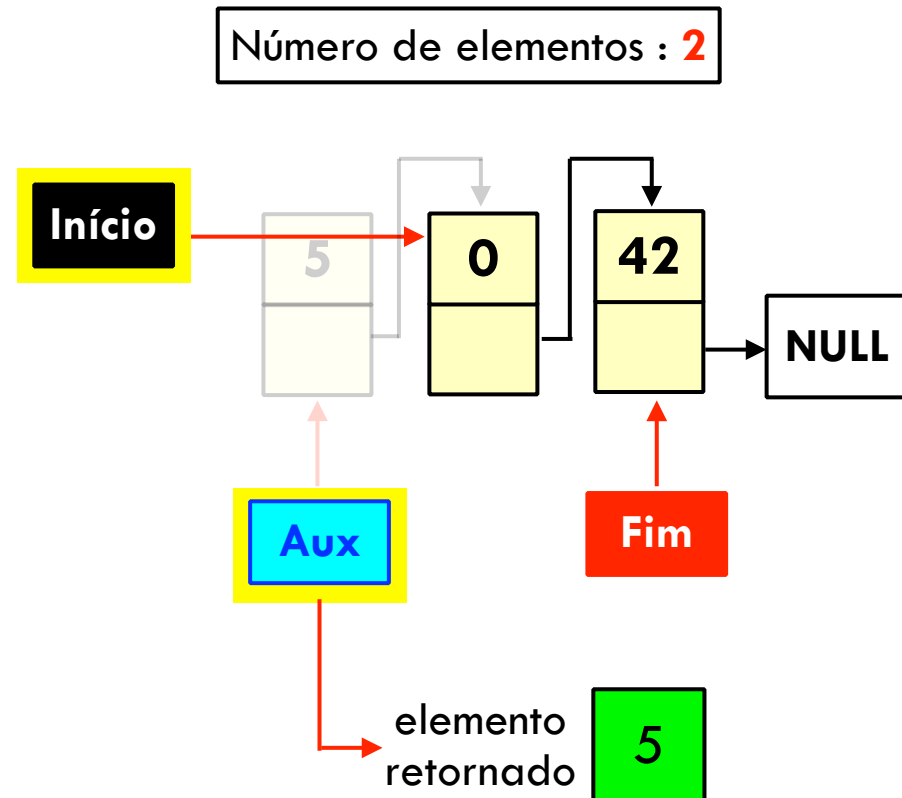 Número de elementos : 2
Início
5
0
42
NULL
Aux
Fim
elemento
retornado
5